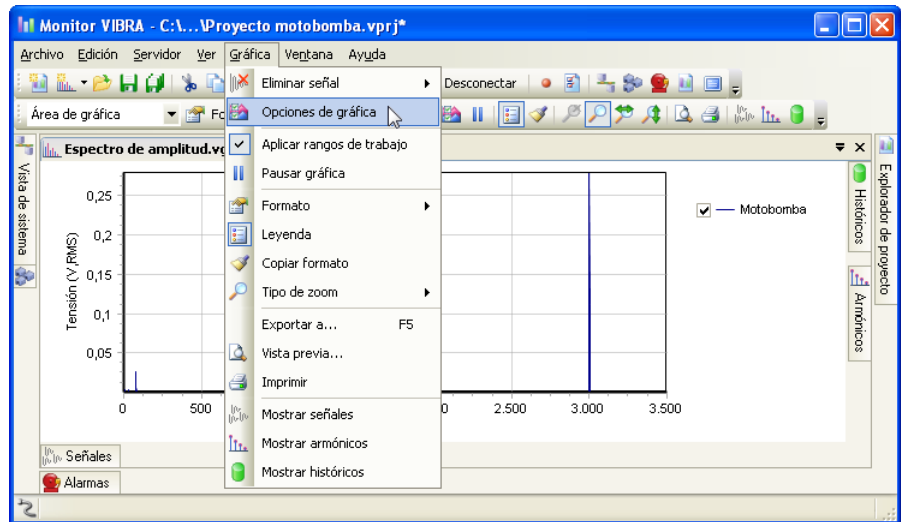 Monitor VIBRA - C:\...\Proyecto motobomba.vprj*
Archivo Edición Servidor Ver Gráfica Ventana Ayuda
Desconectar
Área de gráfica
Espectro de amplitud
Eliminar señal
Opciones de gráfica
Aplicar rangos de trabajo
Pausar gráfica
Formato
Leyenda
Copiar formato
Tipo de zoom
Exportar a... F5
Vista previa...
Imprimir
Mostrar señales
Mostrar armónicos
Mostrar históricos
Vista de sistema
Tensión (V,RMS)
0,25
0,2
0,15
0,1
0,05
0 500 2.500 3.000 3.500
Motobomba
Históricos
Armónicos
Explorador de proyecto
Señales
Alarmas